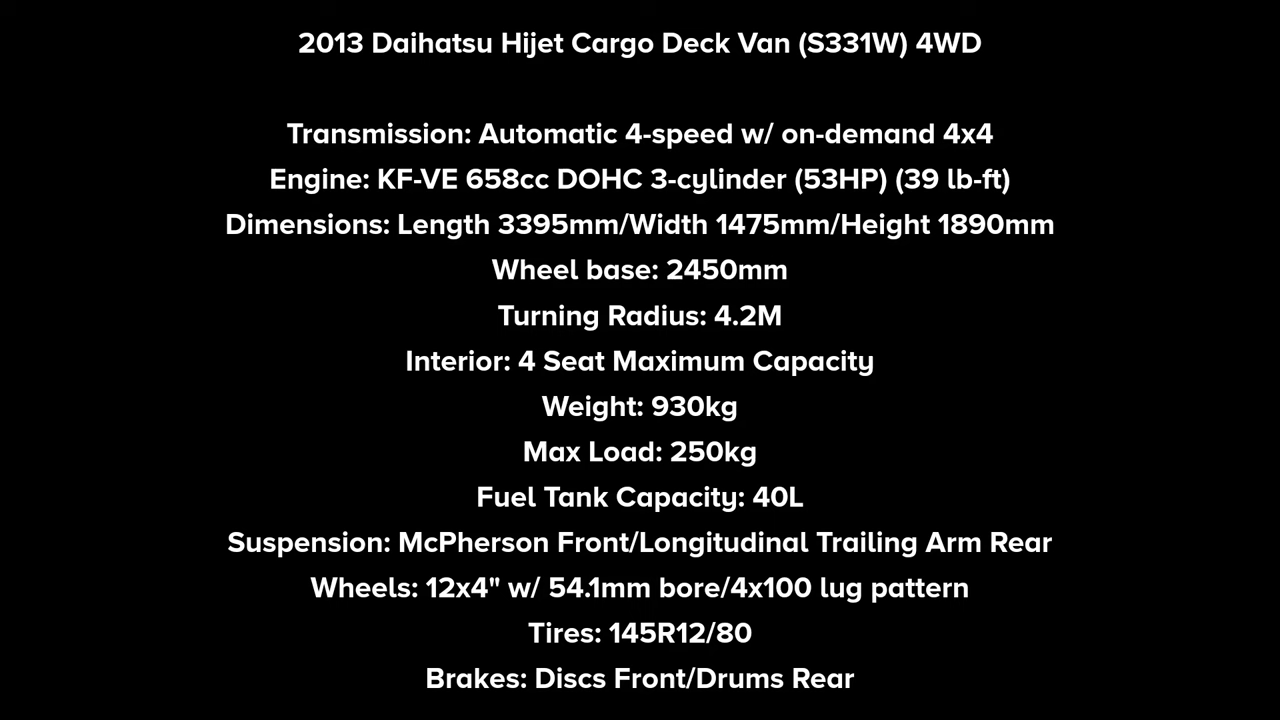 2013 Daihatsu Hijet Cargo Deck Van (S331W) 4WD
Transmission: Automatic 4-speed w/ on-demand 4x4
Engine: KF-VE 658cc DOHC 3-cylinder (53HP) (39 lb-ft)
Dimensions: Length 3395mm/Width 1475mm/Height 1890mm
Wheel base: 2450mm
Turning Radius: 4.2M
Interior: 4 Seat Maximum Capacity
Weight: 930kg
Max Load: 250kg
Fuel Tank Capacity: 40L
Suspension: McPherson Front/Longitudinal Trailing Arm Rear
Wheels: 12x4" w/ 54.1mm bore/4x100 lug pattern
Tires: 145R12/80
Brakes: Discs Front/Drums Rear